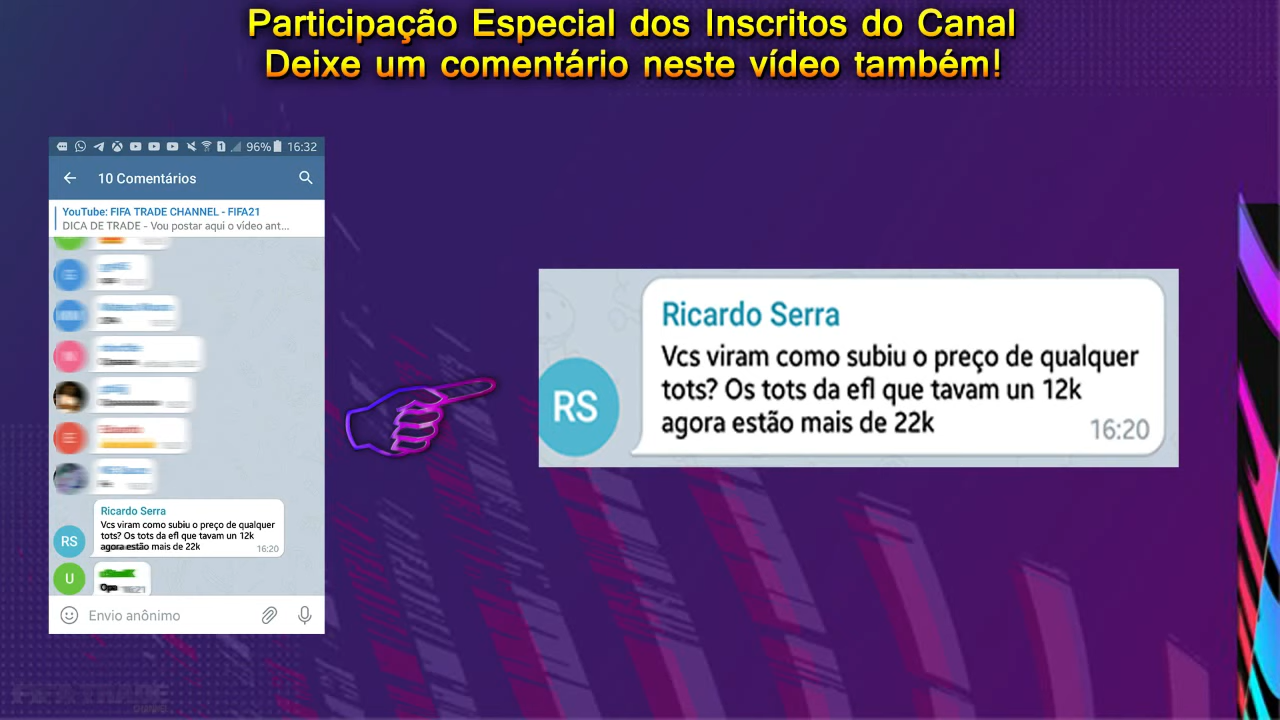 Participação Especial dos Inscritos do Canal
Deixe um comentário neste vídeo também!
96% 16:32
10 Comentários
YouTube: FIFA TRADE CHANNEL - FIFA21
DICA DE TRADE - Vou postar aqui o vídeo ant...
Ricardo Serra
Vcs viram como subiu o preço de qualquer
tots? Os tots da efl que tavam un 12k
agora estão mais de 22k
16:20
RS
U
Opa 16:21
Envio anônimo
Ricardo Serra
Vcs viram como subiu o preço de qualquer
tots? Os tots da efl que tavam un 12k
agora estão mais de 22k
16:20
RS